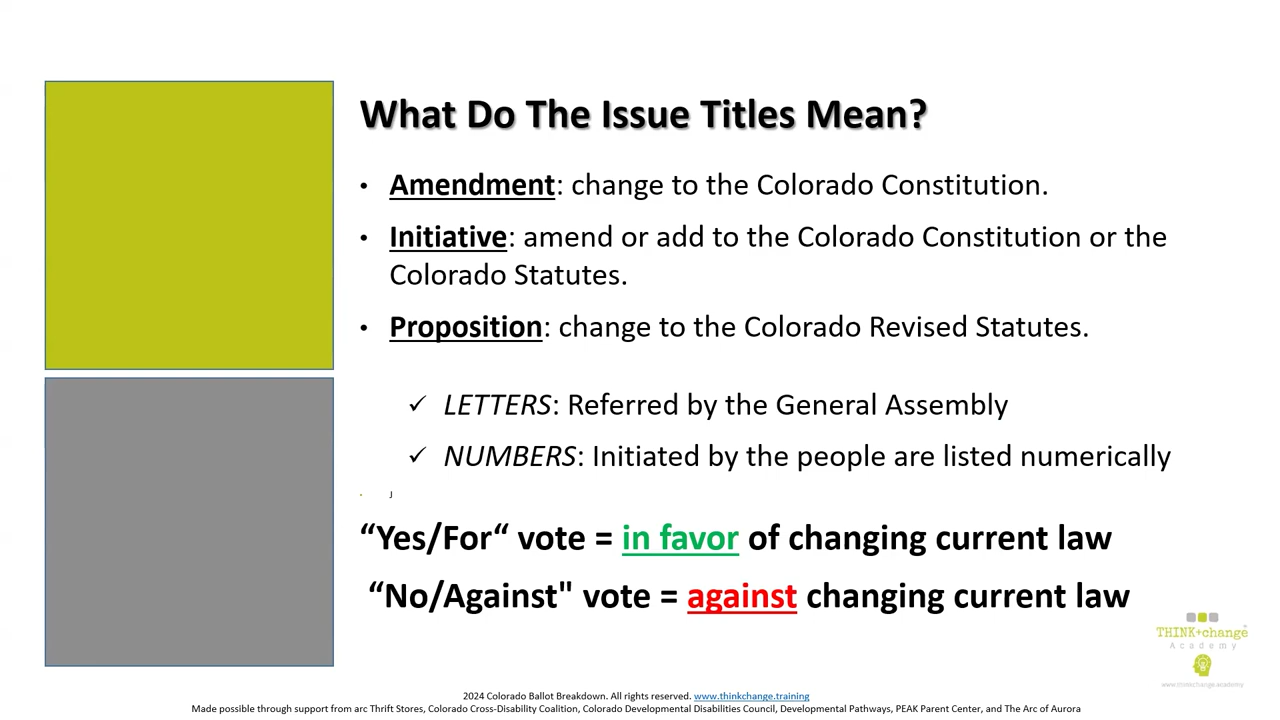 What Do The Issue Titles Mean?
• Amendment: change to the Colorado Constitution.
• Initiative: amend or add to the Colorado Constitution or the
Colorado Statutes.
• Proposition: change to the Colorado Revised Statutes.
✓ LETTERS: Referred by the General Assembly
✓ NUMBERS: Initiated by the people are listed numerically
• J
“Yes/For“ vote = in favor of changing current law
“No/Against" vote = against changing current law
THINK+change
Academy
www.thinkchange.academy
2024 Colorado Ballot Breakdown. All rights reserved. www.thinkchange.training
Made possible through support from arc Thrift Stores, Colorado Cross-Disability Coalition, Colorado Developmental Disabilities Council, Developmental Pathways, PEAK Parent Center, and The Arc of Aurora